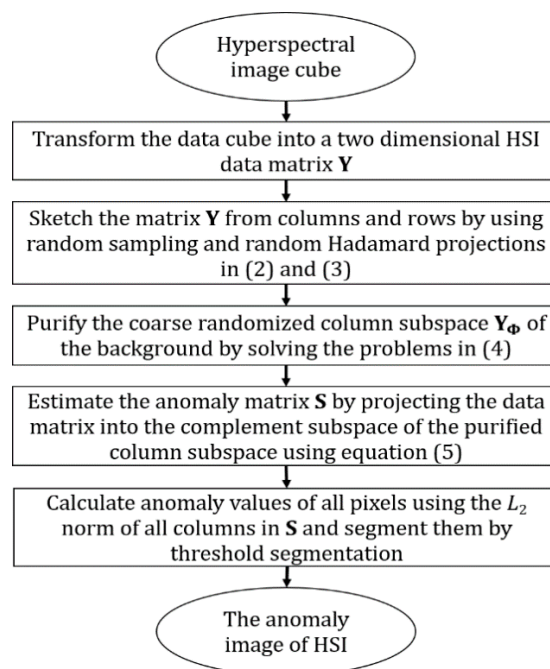 Hyperspectral
image cube
Transform the data cube into a two dimensional HSI
data matrix Y
Sketch the matrix Y from columns and rows by using
random sampling and random Hadamard projections
in (2) and (3)
Purify the coarse randomized column subspace Y_Φ of
the background by solving the problems in (4)
Estimate the anomaly matrix S by projecting the data
matrix into the complement subspace of the purified
column subspace using equation (5)
Calculate anomaly values of all pixels using the L₂
norm of all columns in S and segment them by
threshold segmentation
The anomaly
image of HSI